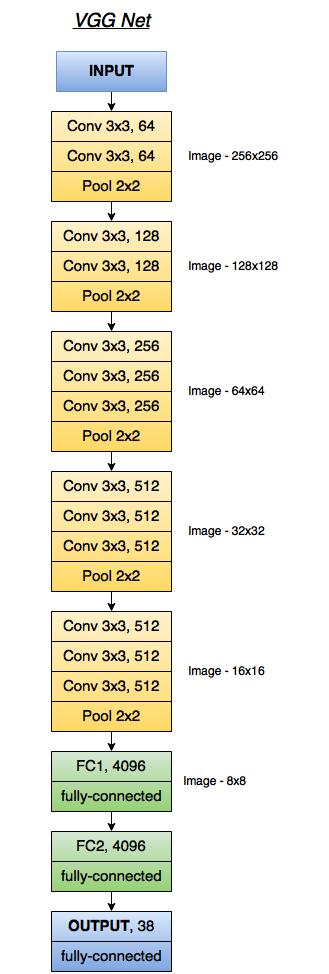 VGG Net
INPUT
Conv 3x3, 64
Conv 3x3, 64
Image - 256x256
Pool 2x2
Conv 3x3, 128
Conv 3x3, 128
Image - 128x128
Pool 2x2
Conv 3x3, 256
Conv 3x3, 256
Image - 64x64
Conv 3x3, 256
Pool 2x2
Conv 3x3, 512
Conv 3x3, 512
Image - 32x32
Conv 3x3, 512
Pool 2x2
Conv 3x3, 512
Conv 3x3, 512
Image - 16x16
Conv 3x3, 512
Pool 2x2
FC1, 4096
Image - 8x8
fully-connected
FC2, 4096
fully-connected
OUTPUT, 38
fully-connected